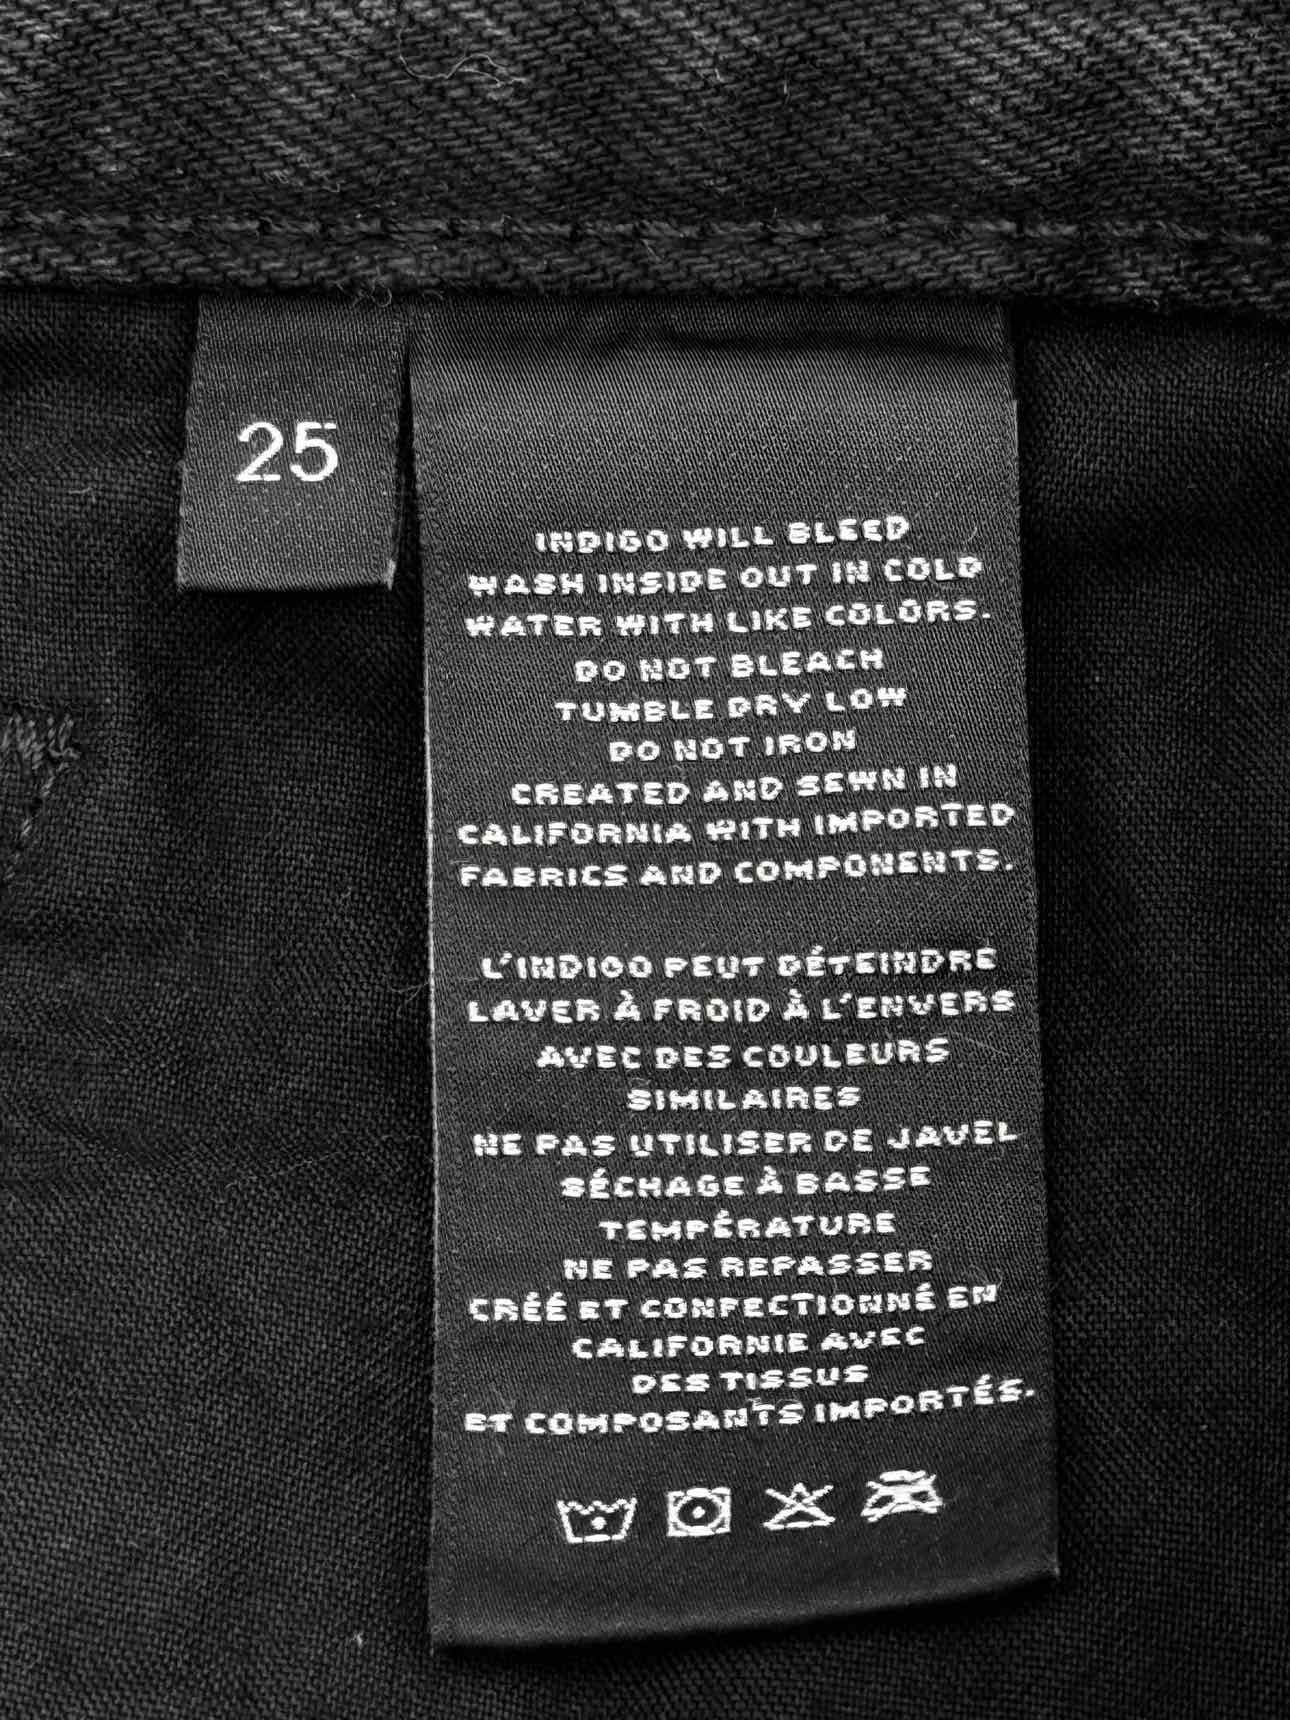 25
INDIGO WILL BLEED
WASH INSIDE OUT IN COLD
WATER WITH LIKE COLORS.
DO NOT BLEACH
TUMBLE DRY LOW
DO NOT IRON
CREATED AND SEWN IN
CALIFORNIA WITH IMPORTED
FABRICS AND COMPONENTS.
L'INDIGO PEUT DÉTEINDRE
LAVER À FROID À L'ENVERS
AVEC DES COULEURS
SIMILAIRES
NE PAS UTILISER DE JAVEL
SÉCHAGE À BASSE
TEMPÉRATURE
NE PAS REPASSER
CRÉÉ ET CONFECTIONNÉ EN
CALIFORNIE AVEC
DES TISSUS
ET COMPOSANTS IMPORTÉS.